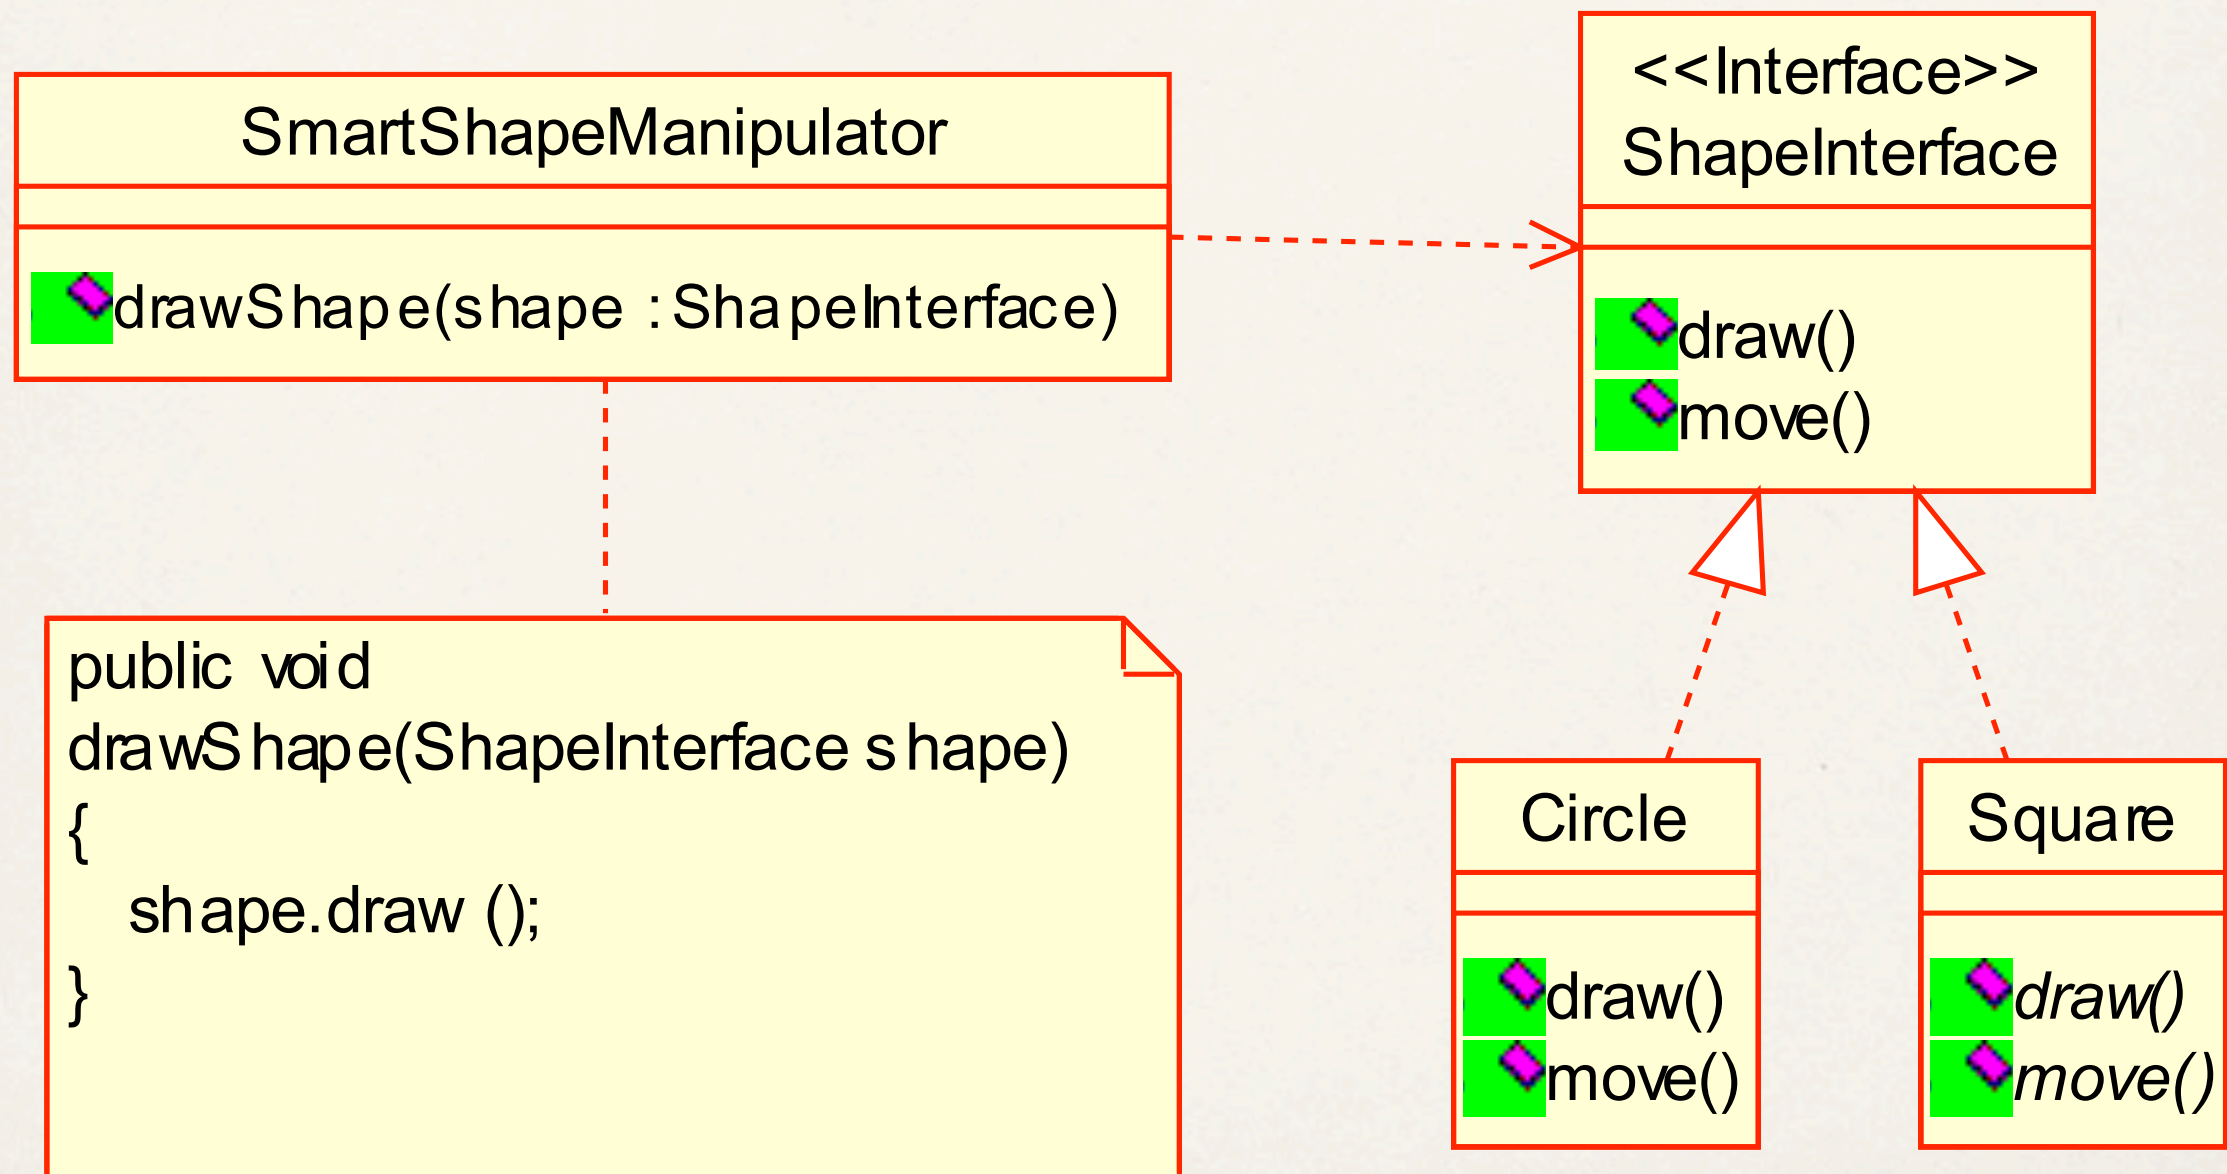 SmartShapeManipulator
drawShape(shape : ShapeInterface)
<<Interface>>
ShapeInterface
draw()
move()
public void
drawShape(ShapeInterface shape)
{
shape.draw ();
}
Circle
draw()
move()
Square
draw()
move()